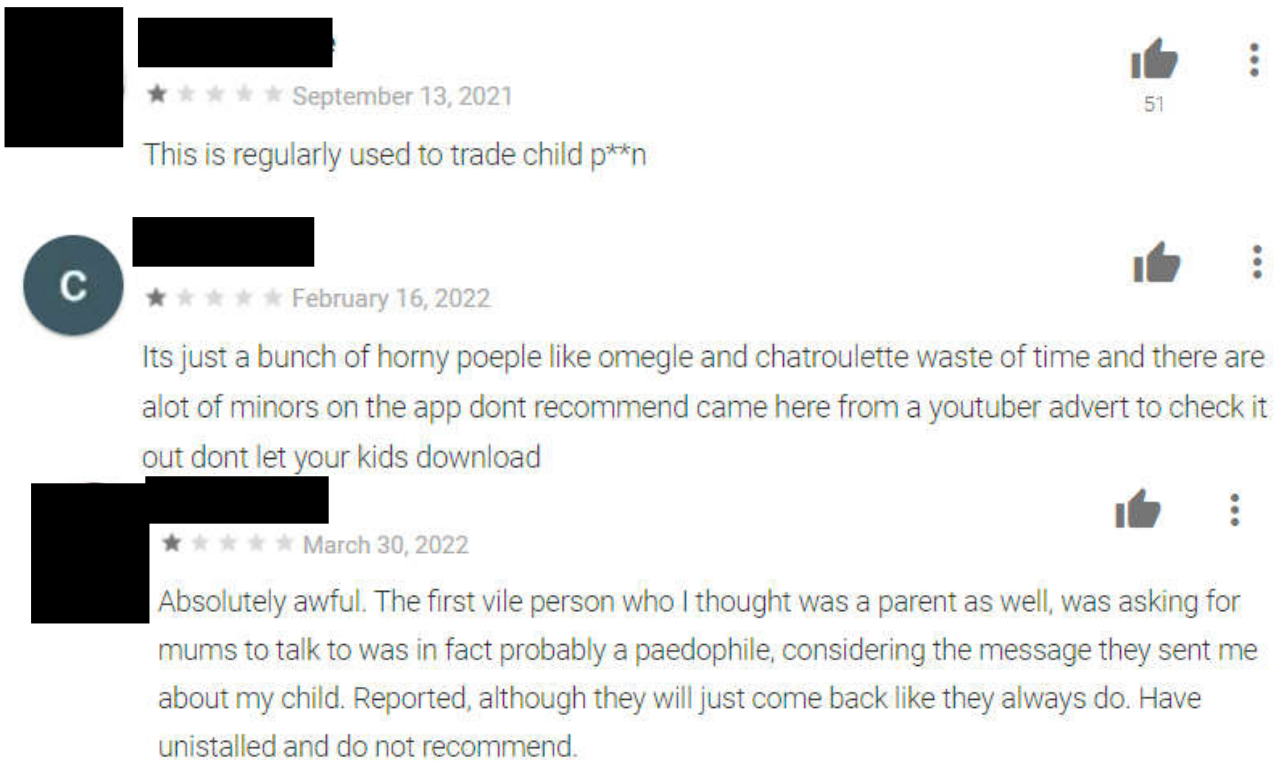 September 13, 2021
51
This is regularly used to trade child p**n
C
February 16, 2022
Its just a bunch of horny poeple like omegle and chatroulette waste of time and there are
alot of minors on the app dont recommend came here from a youtuber advert to check it
out dont let your kids download
March 30, 2022
Absolutely awful. The first vile person who I thought was a parent as well, was asking for
mums to talk to was in fact probably a paedophile, considering the message they sent me
about my child. Reported, although they will just come back like they always do. Have
unistalled and do not recommend.